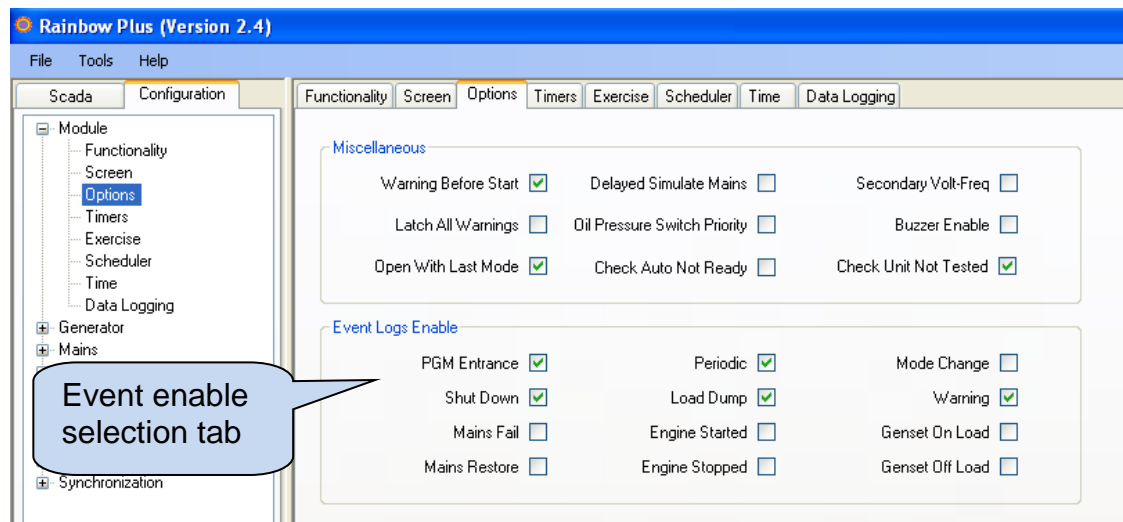 Rainbow Plus (Version 2.4)
File Tools Help
Scada Configuration
Functionality Screen Options Timers Exercise Scheduler Time Data Logging
Module
Functionality
Screen
Options
Timers
Exercise
Scheduler
Time
Data Logging
Generator
Mains
Synchronization
Event enable
selection tab
Miscellaneous
Warning Before Start Delayed Simulate Mains Secondary Volt-Freq
Latch All Warnings Oil Pressure Switch Priority Buzzer Enable
Open With Last Mode Check Auto Not Ready Check Unit Not Tested
Event Logs Enable
PGM Entrance Periodic Mode Change
Shut Down Load Dump Warning
Mains Fail Engine Started Genset On Load
Mains Restore Engine Stopped Genset Off Load